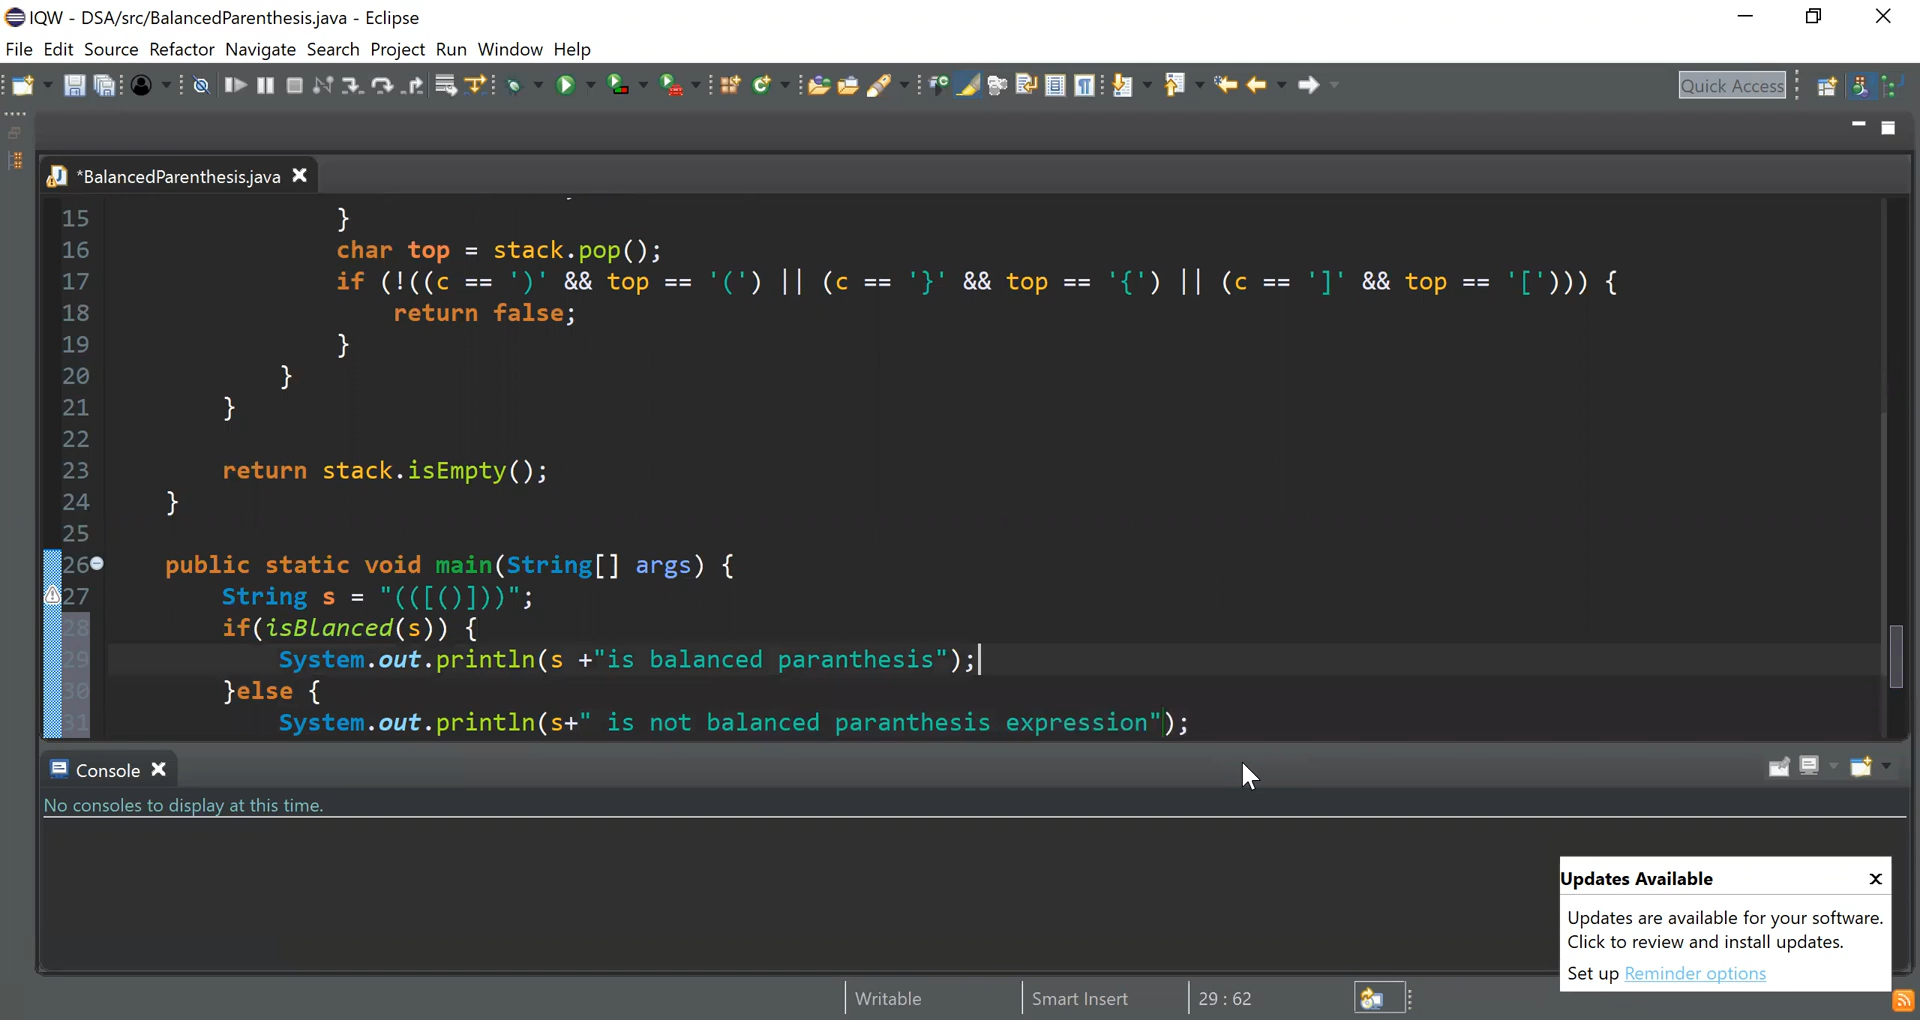 IQW - DSA/src/BalancedParenthesis.java - Eclipse
File Edit Source Refactor Navigate Search Project Run Window Help
Quick Access
*BalancedParenthesis.java
15 }
16 char top = stack.pop();
17 if (!((c == ')' && top == '(') || (c == '}' && top == '{') || (c == ']' && top == '['))) {
18 return false;
19 }
20 }
21 }
22
23 return stack.isEmpty();
24 }
25
26 public static void main(String[] args) {
27 String s = "(([()]))";
28 if(isBlanced(s)) {
29 System.out.println(s +"is balanced paranthesis");
30 }else {
31 System.out.println(s+" is not balanced paranthesis expression");
Console
No consoles to display at this time.
Updates Available
Updates are available for your software.
Click to review and install updates.
Set up Reminder options
Writable Smart Insert 29 : 62